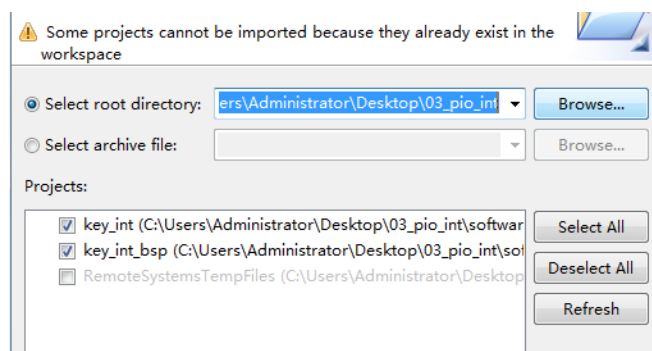 Some projects cannot be imported because they already exist in the
workspace
Select root directory: ers\Administrator\Desktop\03_pio_int Browse...
Select archive file: Browse...
Projects:
key_int (C:\Users\Administrator\Desktop\03_pio_int\softwar Select All
key_int_bsp (C:\Users\Administrator\Desktop\03_pio_int\sof Deselect All
RemoteSystemsTempFiles (C:\Users\Administrator\Desktop Refresh